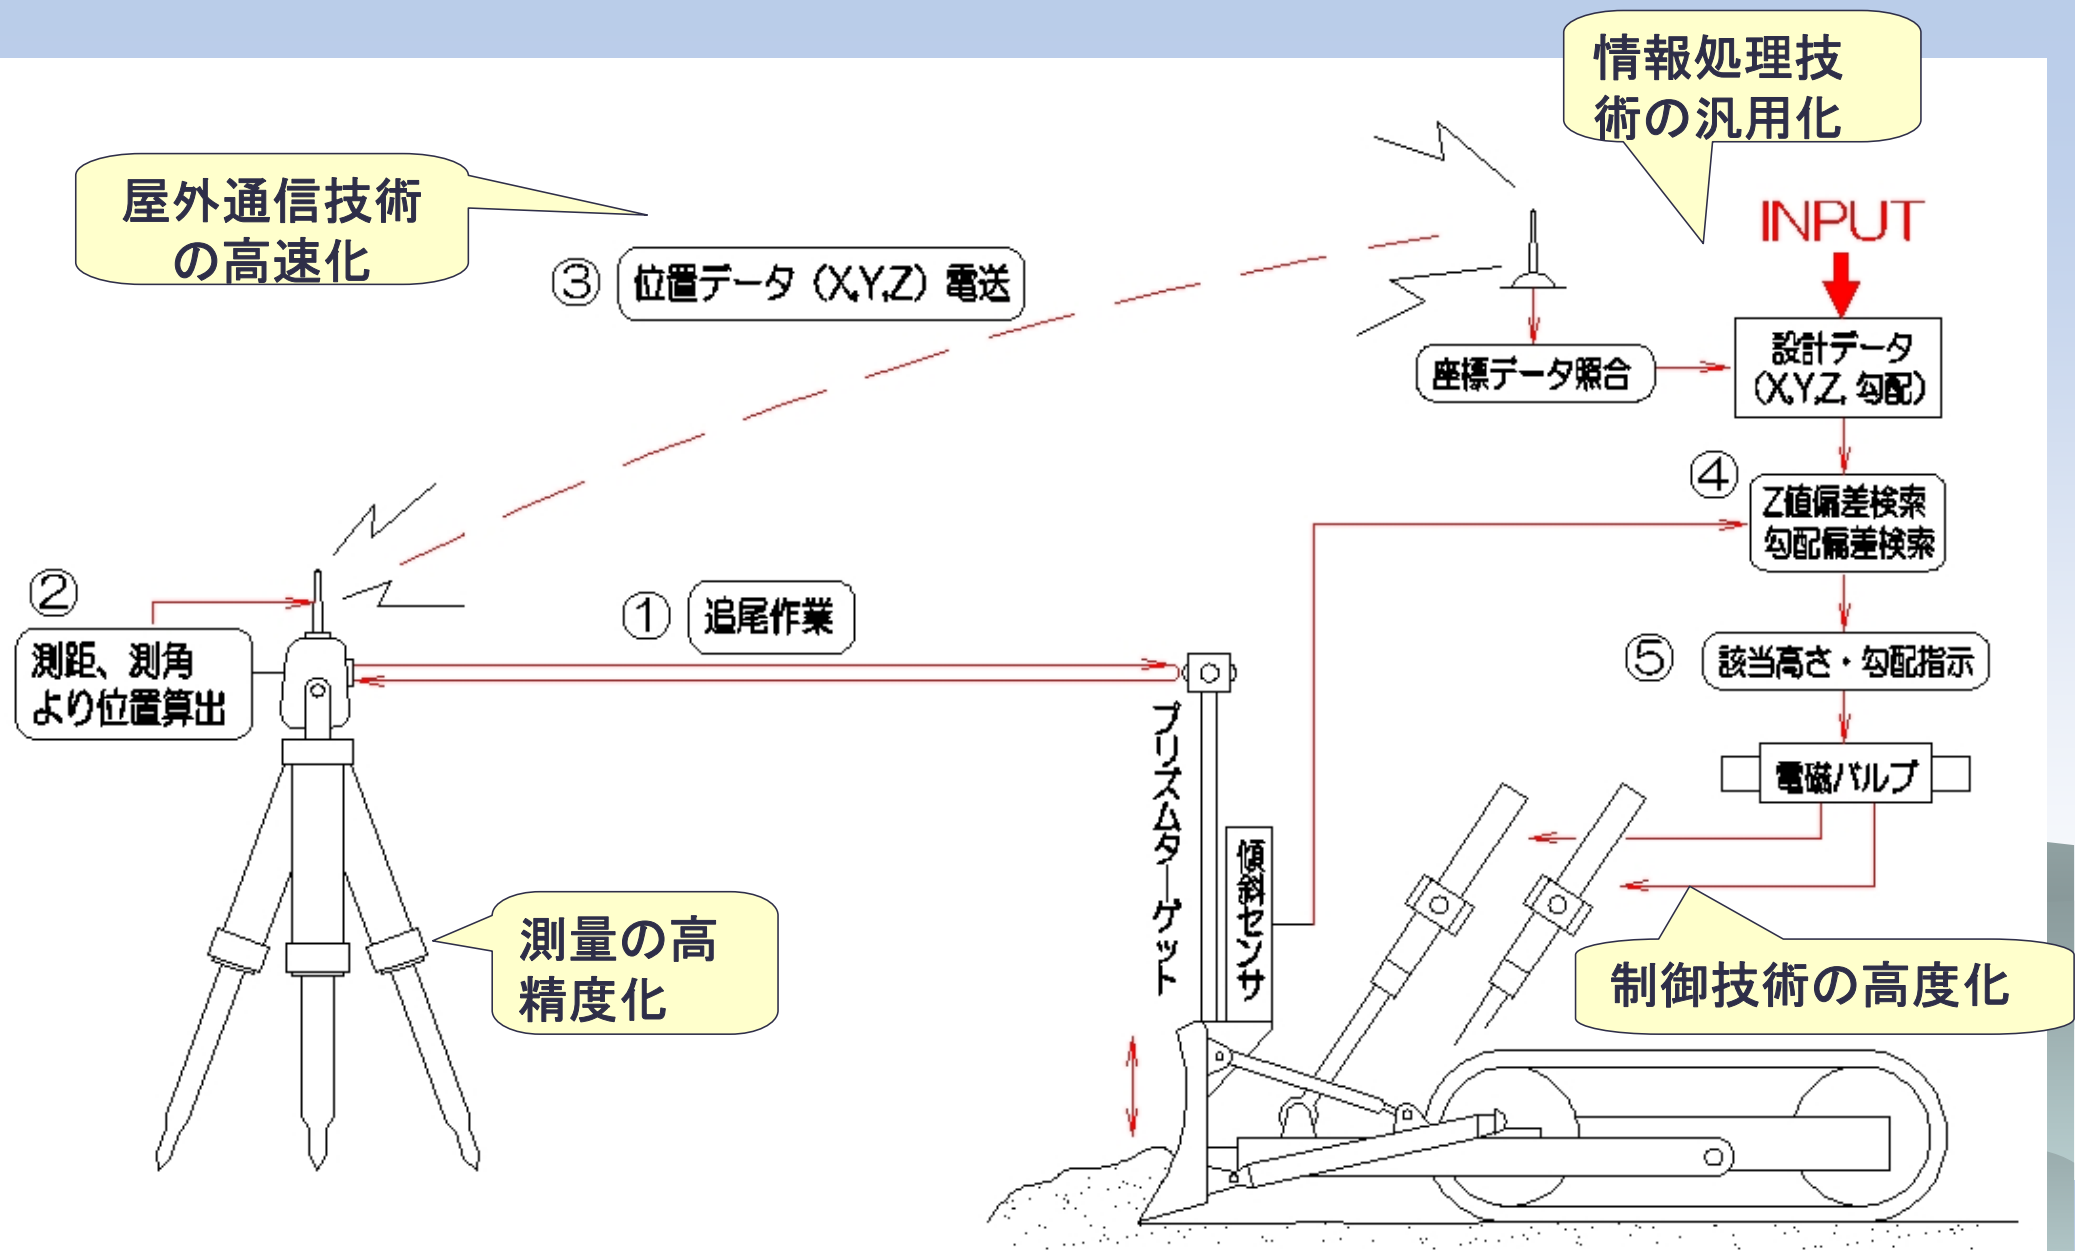 情報処理技
術の汎用化
屋外通信技術
の高速化
INPUT
③
位置データ（X,Y,Z）電送
設計データ
（X,Y,Z, 勾配）
座標データ照合
④
Z値偏差検索
勾配偏差検索
②
測距、測角
より位置算出
①
追尾作業
⑤
該当高さ・勾配指示
プリズムターゲット
電磁バルブ
傾斜センサ
測量の高
精度化
制御技術の高度化